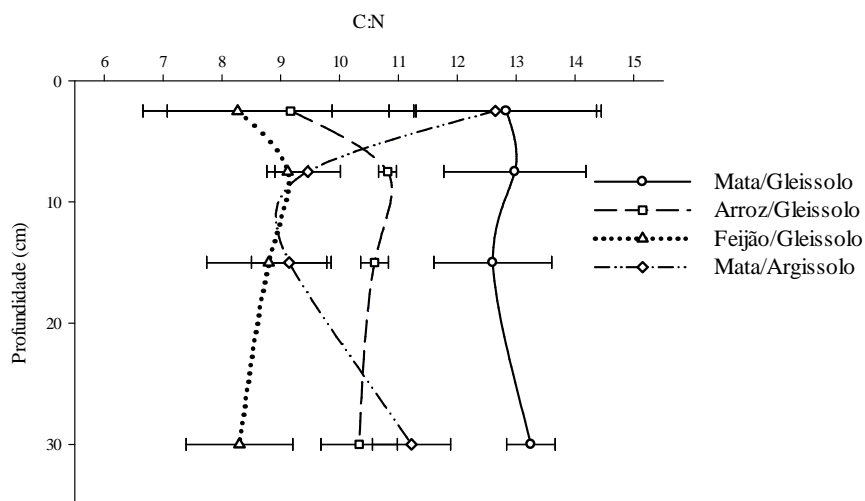 C:N
6 7 8 9 10 11 12 13 14 15
0
10
20
30
Profundidade (cm)
Mata/Gleissolo
Arroz/Gleissolo
Feijão/Gleissolo
Mata/Argissolo